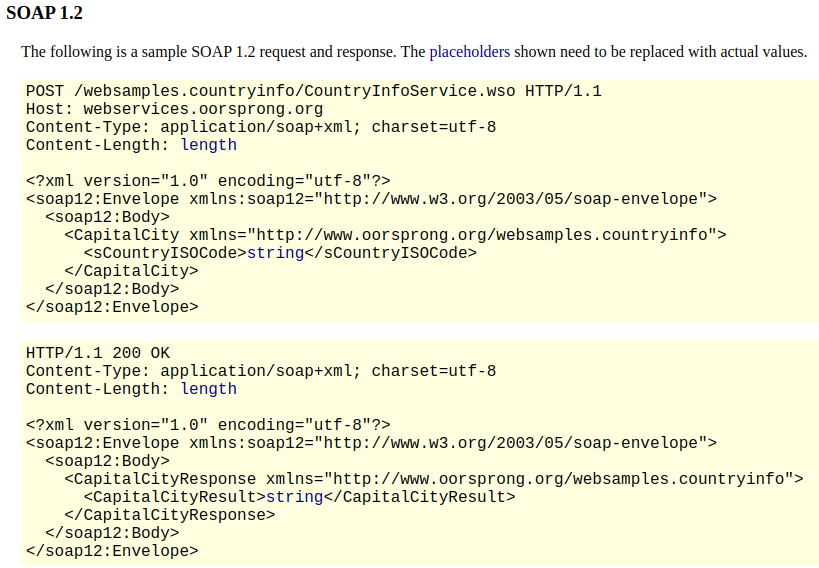 SOAP 1.2
The following is a sample SOAP 1.2 request and response. The placeholders shown need to be replaced with actual values.
POST /websamples.countryinfo/CountryInfoService.wso HTTP/1.1
Host: webservices.oorsprong.org
Content-Type: application/soap+xml; charset=utf-8
Content-Length: length

<?xml version="1.0" encoding="utf-8"?>
<soap12:Envelope xmlns:soap12="http://www.w3.org/2003/05/soap-envelope">
  <soap12:Body>
    <CapitalCity xmlns="http://www.oorsprong.org/websamples.countryinfo">
      <sCountryISOCode>string</sCountryISOCode>
    </CapitalCity>
  </soap12:Body>
</soap12:Envelope>

HTTP/1.1 200 OK
Content-Type: application/soap+xml; charset=utf-8
Content-Length: length

<?xml version="1.0" encoding="utf-8"?>
<soap12:Envelope xmlns:soap12="http://www.w3.org/2003/05/soap-envelope">
  <soap12:Body>
    <CapitalCityResponse xmlns="http://www.oorsprong.org/websamples.countryinfo">
      <CapitalCityResult>string</CapitalCityResult>
    </CapitalCityResponse>
  </soap12:Body>
</soap12:Envelope>